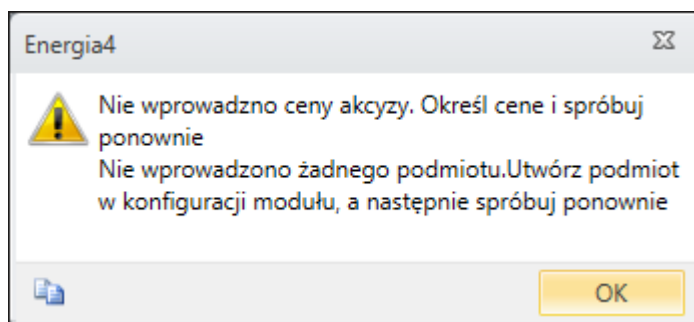 Energia4
Nie wprowadzno ceny akcyzy. Określ cene i spróbuj
ponownie
Nie wprowadzono żadnego podmiotu.Utwórz podmiot
w konfiguracji modułu, a następnie spróbuj ponownie
OK